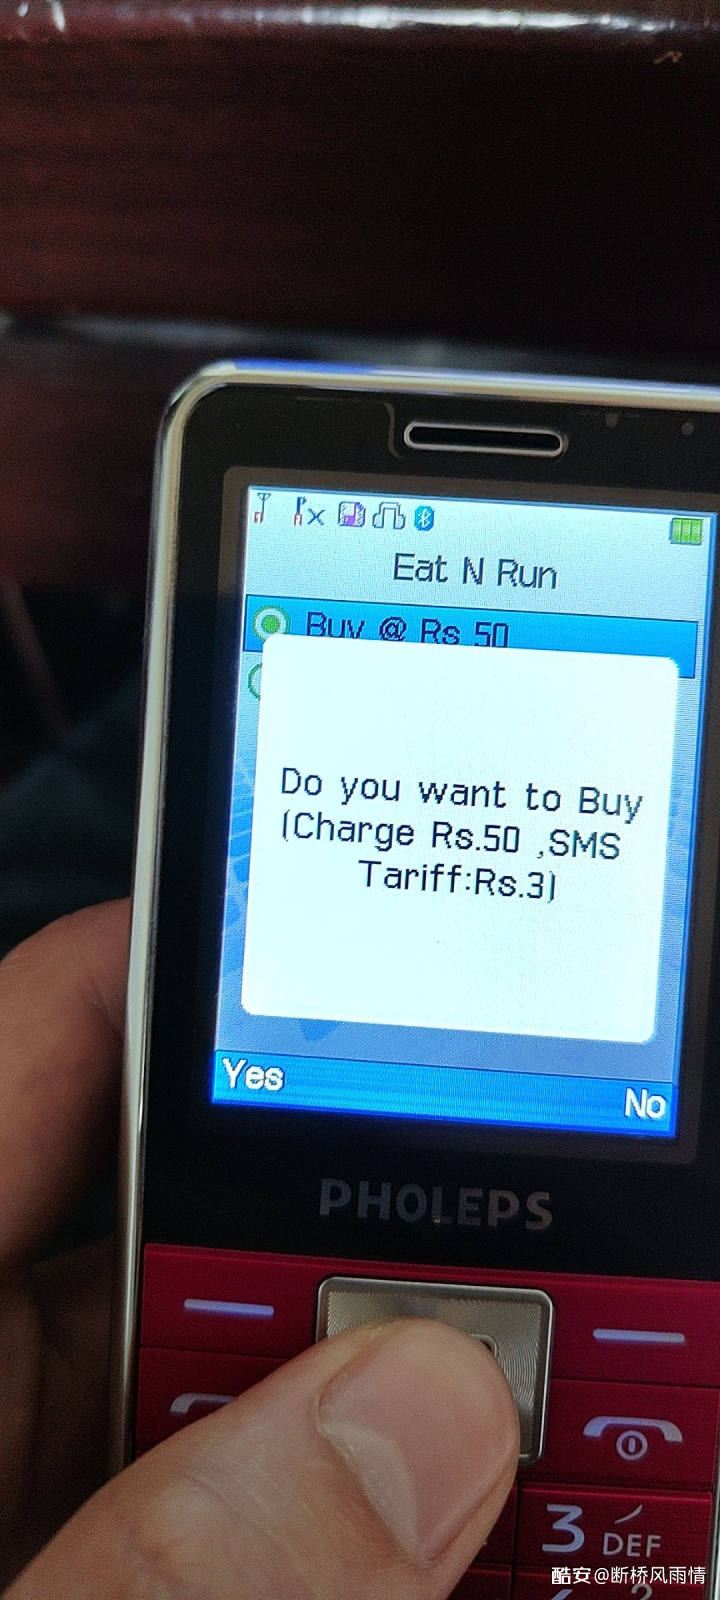 Eat N Run
Buy @ Rs 50
Do you want to Buy
(Charge Rs.50 ,SMS
Tariff:Rs.3)
Yes
No
PHOLEPS
3 DEF
酷安@断桥风雨情